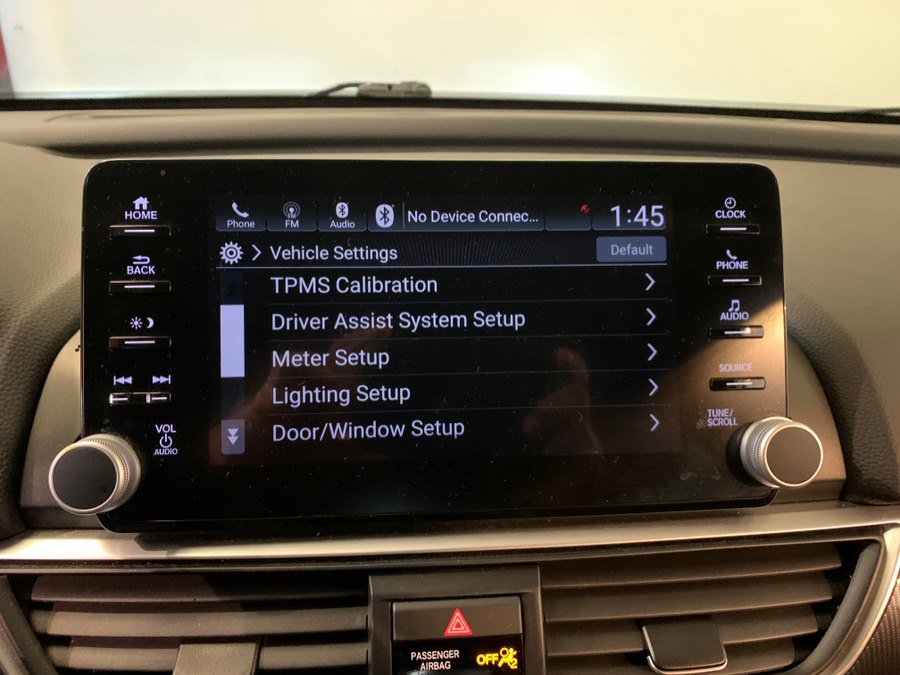 HOME
BACK
VOL
AUDIO
Phone
FM
Audio
No Device Connec...
1:45
Vehicle Settings
Default
TPMS Calibration
Driver Assist System Setup
Meter Setup
Lighting Setup
Door/Window Setup
CLOCK
PHONE
AUDIO
SOURCE
TUNE/
SCROLL
PASSENGER
AIRBAG
OFF